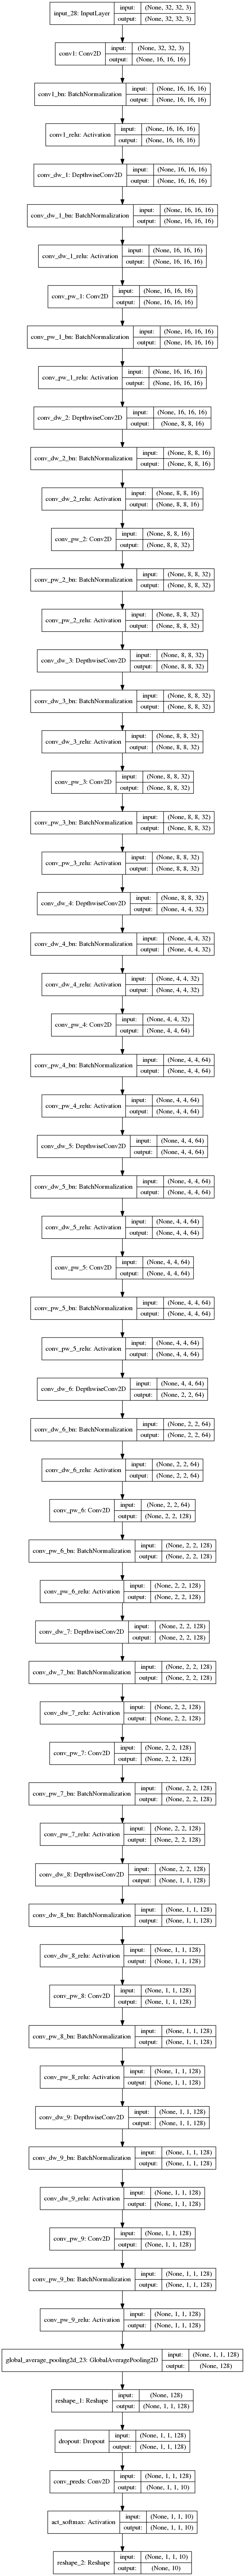 input_28: InputLayer
input: (None, 32, 32, 3)
output: (None, 32, 32, 3)
conv1: Conv2D
input: (None, 32, 32, 3)
output: (None, 16, 16, 16)
conv1_bn: BatchNormalization
input: (None, 16, 16, 16)
output: (None, 16, 16, 16)
conv1_relu: Activation
input: (None, 16, 16, 16)
output: (None, 16, 16, 16)
conv_dw_1: DepthwiseConv2D
input: (None, 16, 16, 16)
output: (None, 16, 16, 16)
conv_dw_1_bn: BatchNormalization
input: (None, 16, 16, 16)
output: (None, 16, 16, 16)
conv_dw_1_relu: Activation
input: (None, 16, 16, 16)
output: (None, 16, 16, 16)
conv_pw_1: Conv2D
input: (None, 16, 16, 16)
output: (None, 16, 16, 16)
conv_pw_1_bn: BatchNormalization
input: (None, 16, 16, 16)
output: (None, 16, 16, 16)
conv_pw_1_relu: Activation
input: (None, 16, 16, 16)
output: (None, 16, 16, 16)
conv_dw_2: DepthwiseConv2D
input: (None, 16, 16, 16)
output: (None, 8, 8, 16)
conv_dw_2_bn: BatchNormalization
input: (None, 8, 8, 16)
output: (None, 8, 8, 16)
conv_dw_2_relu: Activation
input: (None, 8, 8, 16)
output: (None, 8, 8, 16)
conv_pw_2: Conv2D
input: (None, 8, 8, 16)
output: (None, 8, 8, 32)
conv_pw_2_bn: BatchNormalization
input: (None, 8, 8, 32)
output: (None, 8, 8, 32)
conv_pw_2_relu: Activation
input: (None, 8, 8, 32)
output: (None, 8, 8, 32)
conv_dw_3: DepthwiseConv2D
input: (None, 8, 8, 32)
output: (None, 8, 8, 32)
conv_dw_3_bn: BatchNormalization
input: (None, 8, 8, 32)
output: (None, 8, 8, 32)
conv_dw_3_relu: Activation
input: (None, 8, 8, 32)
output: (None, 8, 8, 32)
conv_pw_3: Conv2D
input: (None, 8, 8, 32)
output: (None, 8, 8, 32)
conv_pw_3_bn: BatchNormalization
input: (None, 8, 8, 32)
output: (None, 8, 8, 32)
conv_pw_3_relu: Activation
input: (None, 8, 8, 32)
output: (None, 8, 8, 32)
conv_dw_4: DepthwiseConv2D
input: (None, 8, 8, 32)
output: (None, 4, 4, 32)
conv_dw_4_bn: BatchNormalization
input: (None, 4, 4, 32)
output: (None, 4, 4, 32)
conv_dw_4_relu: Activation
input: (None, 4, 4, 32)
output: (None, 4, 4, 32)
conv_pw_4: Conv2D
input: (None, 4, 4, 32)
output: (None, 4, 4, 64)
conv_pw_4_bn: BatchNormalization
input: (None, 4, 4, 64)
output: (None, 4, 4, 64)
conv_pw_4_relu: Activation
input: (None, 4, 4, 64)
output: (None, 4, 4, 64)
conv_dw_5: DepthwiseConv2D
input: (None, 4, 4, 64)
output: (None, 4, 4, 64)
conv_dw_5_bn: BatchNormalization
input: (None, 4, 4, 64)
output: (None, 4, 4, 64)
conv_dw_5_relu: Activation
input: (None, 4, 4, 64)
output: (None, 4, 4, 64)
conv_pw_5: Conv2D
input: (None, 4, 4, 64)
output: (None, 4, 4, 64)
conv_pw_5_bn: BatchNormalization
input: (None, 4, 4, 64)
output: (None, 4, 4, 64)
conv_pw_5_relu: Activation
input: (None, 4, 4, 64)
output: (None, 4, 4, 64)
conv_dw_6: DepthwiseConv2D
input: (None, 4, 4, 64)
output: (None, 2, 2, 64)
conv_dw_6_bn: BatchNormalization
input: (None, 2, 2, 64)
output: (None, 2, 2, 64)
conv_dw_6_relu: Activation
input: (None, 2, 2, 64)
output: (None, 2, 2, 64)
conv_pw_6: Conv2D
input: (None, 2, 2, 64)
output: (None, 2, 2, 128)
conv_pw_6_bn: BatchNormalization
input: (None, 2, 2, 128)
output: (None, 2, 2, 128)
conv_pw_6_relu: Activation
input: (None, 2, 2, 128)
output: (None, 2, 2, 128)
conv_dw_7: DepthwiseConv2D
input: (None, 2, 2, 128)
output: (None, 2, 2, 128)
conv_dw_7_bn: BatchNormalization
input: (None, 2, 2, 128)
output: (None, 2, 2, 128)
conv_dw_7_relu: Activation
input: (None, 2, 2, 128)
output: (None, 2, 2, 128)
conv_pw_7: Conv2D
input: (None, 2, 2, 128)
output: (None, 2, 2, 128)
conv_pw_7_bn: BatchNormalization
input: (None, 2, 2, 128)
output: (None, 2, 2, 128)
conv_pw_7_relu: Activation
input: (None, 2, 2, 128)
output: (None, 2, 2, 128)
conv_dw_8: DepthwiseConv2D
input: (None, 2, 2, 128)
output: (None, 1, 1, 128)
conv_dw_8_bn: BatchNormalization
input: (None, 1, 1, 128)
output: (None, 1, 1, 128)
conv_dw_8_relu: Activation
input: (None, 1, 1, 128)
output: (None, 1, 1, 128)
conv_pw_8: Conv2D
input: (None, 1, 1, 128)
output: (None, 1, 1, 128)
conv_pw_8_bn: BatchNormalization
input: (None, 1, 1, 128)
output: (None, 1, 1, 128)
conv_pw_8_relu: Activation
input: (None, 1, 1, 128)
output: (None, 1, 1, 128)
conv_dw_9: DepthwiseConv2D
input: (None, 1, 1, 128)
output: (None, 1, 1, 128)
conv_dw_9_bn: BatchNormalization
input: (None, 1, 1, 128)
output: (None, 1, 1, 128)
conv_dw_9_relu: Activation
input: (None, 1, 1, 128)
output: (None, 1, 1, 128)
conv_pw_9: Conv2D
input: (None, 1, 1, 128)
output: (None, 1, 1, 128)
conv_pw_9_bn: BatchNormalization
input: (None, 1, 1, 128)
output: (None, 1, 1, 128)
conv_pw_9_relu: Activation
input: (None, 1, 1, 128)
output: (None, 1, 1, 128)
global_average_pooling2d_23: GlobalAveragePooling2D
input: (None, 1, 1, 128)
output: (None, 128)
reshape_1: Reshape
input: (None, 128)
output: (None, 1, 1, 128)
dropout: Dropout
input: (None, 1, 1, 128)
output: (None, 1, 1, 128)
conv_preds: Conv2D
input: (None, 1, 1, 128)
output: (None, 1, 1, 10)
act_softmax: Activation
input: (None, 1, 1, 10)
output: (None, 1, 1, 10)
reshape_2: Reshape
input: (None, 1, 1, 10)
output: (None, 10)